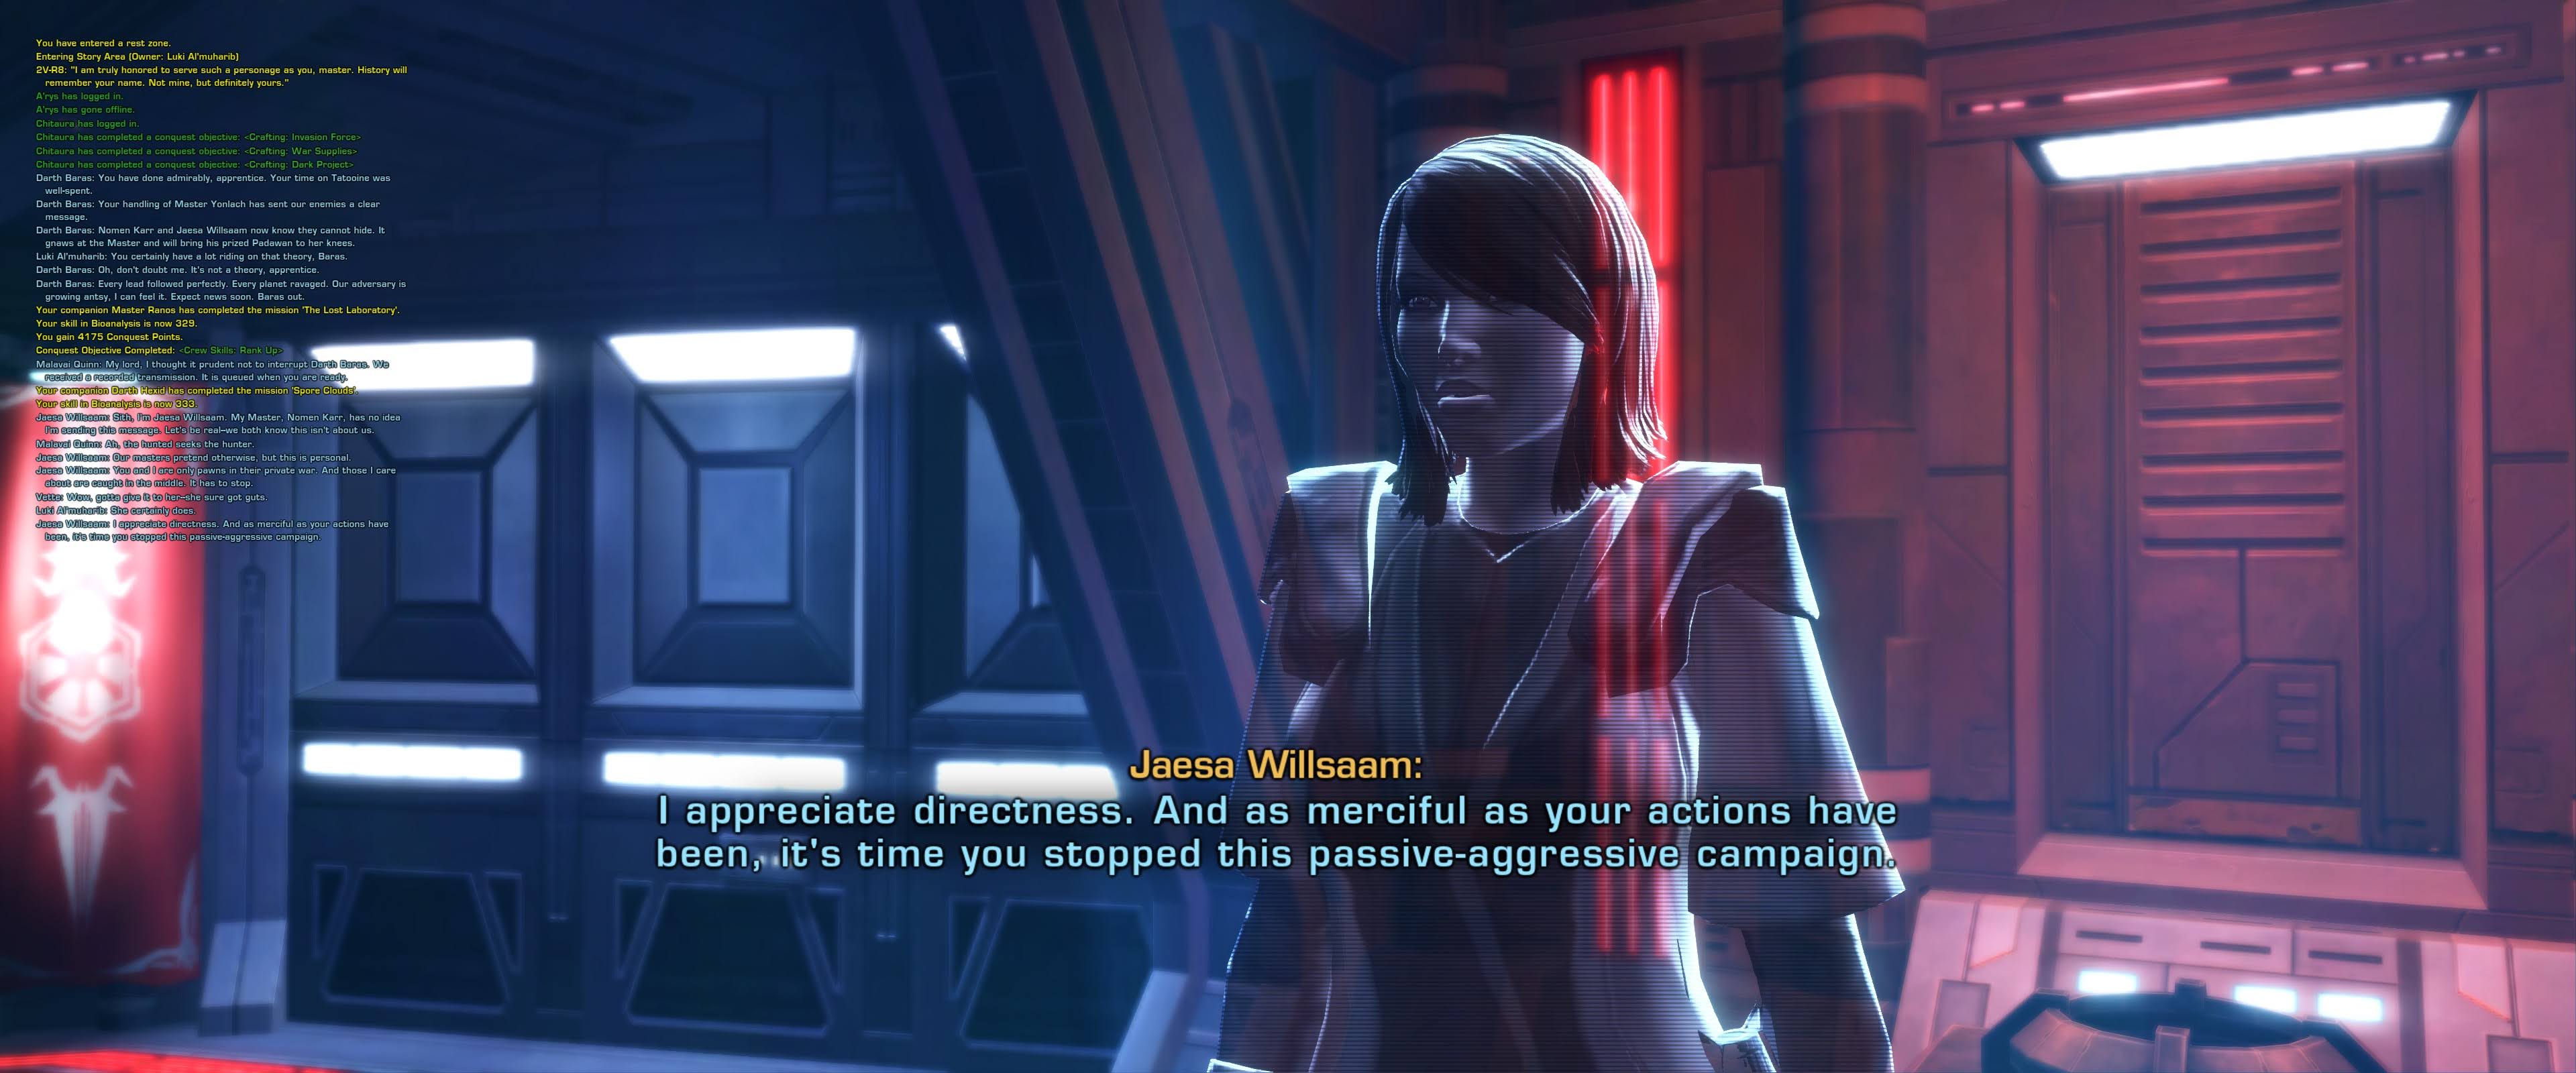 You have entered a rest zone.
Entering Story Area (Owner: Luki Al'muharib)
2V-R8: "I am truly honored to serve such a personage as you, master. History will
remember your name. Not mine, but definitely yours."
A'rys has logged in.
A'rys has gone offline.
Chitaura has logged in.
Chitaura has completed a conquest objective: <Crafting: Invasion Force>
Chitaura has completed a conquest objective: <Crafting: War Supplies>
Chitaura has completed a conquest objective: <Crafting: Dark Project>
Darth Baras: You have done admirably, apprentice. Your time on Tatooine was
well-spent.
Darth Baras: Your handling of Master Yonlach has sent our enemies a clear
message.
Darth Baras: Nomen Karr and Jaesa Willsaam now know they cannot hide. It
gnaws at the Master and will bring his prized Padawan to her knees.
Luki Al'muharib: You certainly have a lot riding on that theory, Baras.
Darth Baras: Oh, don't doubt me. It's not a theory, apprentice.
Darth Baras: Every lead followed perfectly. Every planet ravaged. Our adversary is
growing antsy, I can feel it. Expect news soon. Baras out.
Your companion Master Ranos has completed the mission 'The Lost Laboratory'.
Your skill in Bioanalysis is now 329.
You gain 4175 Conquest Points.
Conquest Objective Completed: <Crew Skills: Rank Up>
Malavai Quinn: My lord, I thought it prudent not to interrupt Darth Baras. We
received a recorded transmission. It is queued when you are ready.
Your companion Darth Hexid has completed the mission 'Spore Clouds'.
Your skill in Bioanalysis is now 333.
Jaesa Willsaam: Sith, I'm Jaesa Willsaam. My Master, Nomen Karr, has no idea
I'm sending this message. Let's be real—we both know this isn't about us.
Malavai Quinn: Ah, the hunted seeks the hunter.
Jaesa Willsaam: Our masters pretend otherwise, but this is personal.
Jaesa Willsaam: You and I are only pawns in their private war. And those I care
about are caught in the middle. It has to stop.
Vette: Wow, gotta give it to her—she sure got guts.
Luki Al'muharib: She certainly does.
Jaesa Willsaam: I appreciate directness. And as merciful as your actions have
been, it's time you stopped this passive-aggressive campaign.
Jaesa Willsaam:
I appreciate directness. And as merciful as your actions have
been, it's time you stopped this passive-aggressive campaign.